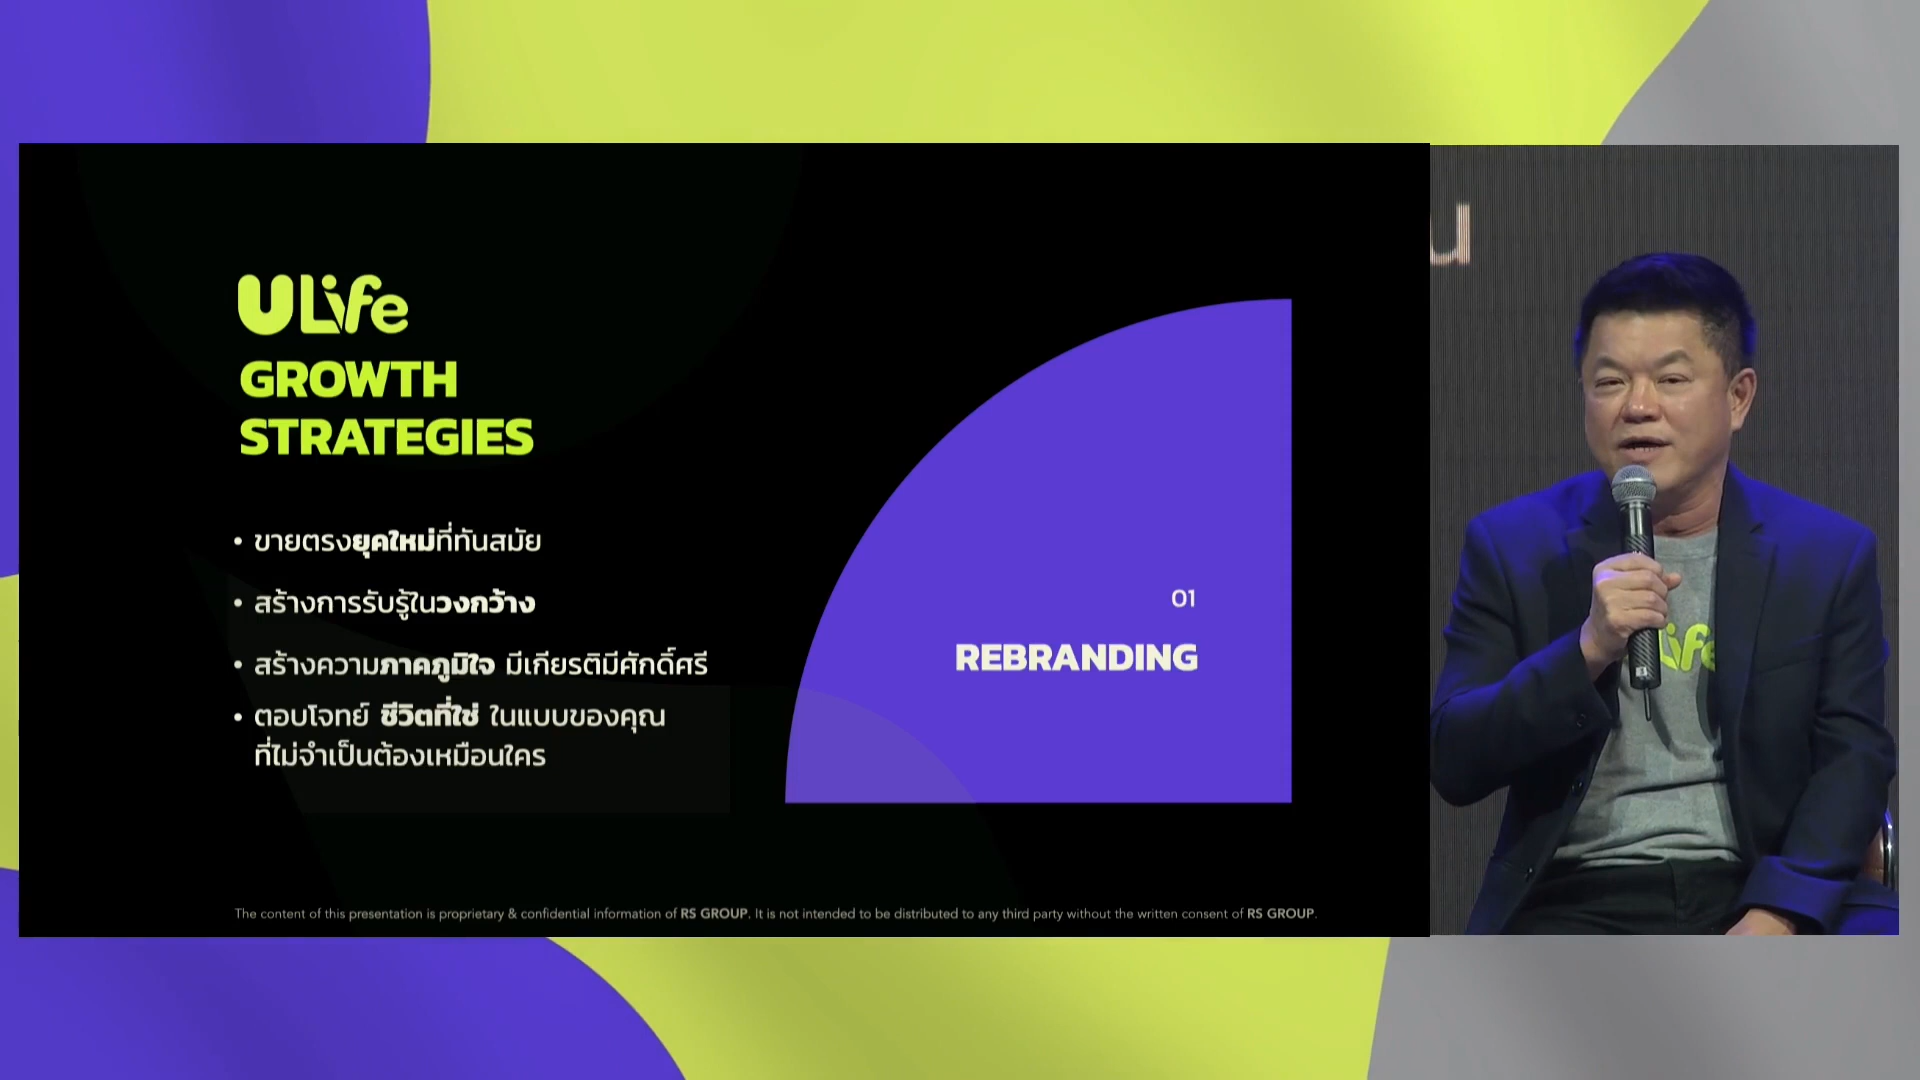 ULife
GROWTH
STRATEGIES
• ขายตรงยุคใหม่ที่ทันสมัย
• สร้างการรับรู้ในวงกว้าง
• สร้างความภาคภูมิใจ มีเกียรติมีศักดิ์ศรี
• ตอบโจทย์ ชีวิตที่ใช่ ในแบบของคุณ
ที่ไม่จำเป็นต้องเหมือนใคร
01
REBRANDING
The content of this presentation is proprietary & confidential information of RS GROUP. It is not intended to be distributed to any third party without the written consent of RS GROUP.
u
Life